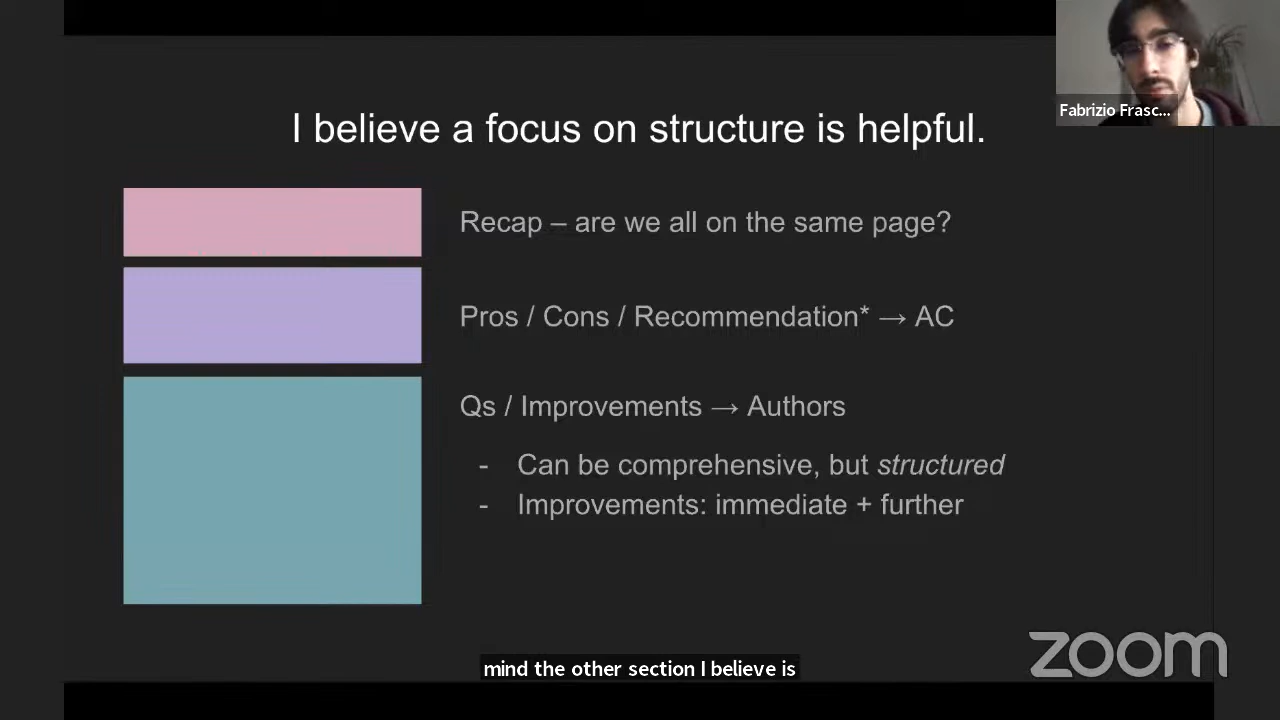 I believe a focus on structure is helpful.
Fabrizio Frasc...
Recap – are we all on the same page?
Pros / Cons / Recommendation* → AC
Qs / Improvements → Authors
- Can be comprehensive, but structured
- Improvements: immediate + further
mind the other section I believe is
zoom